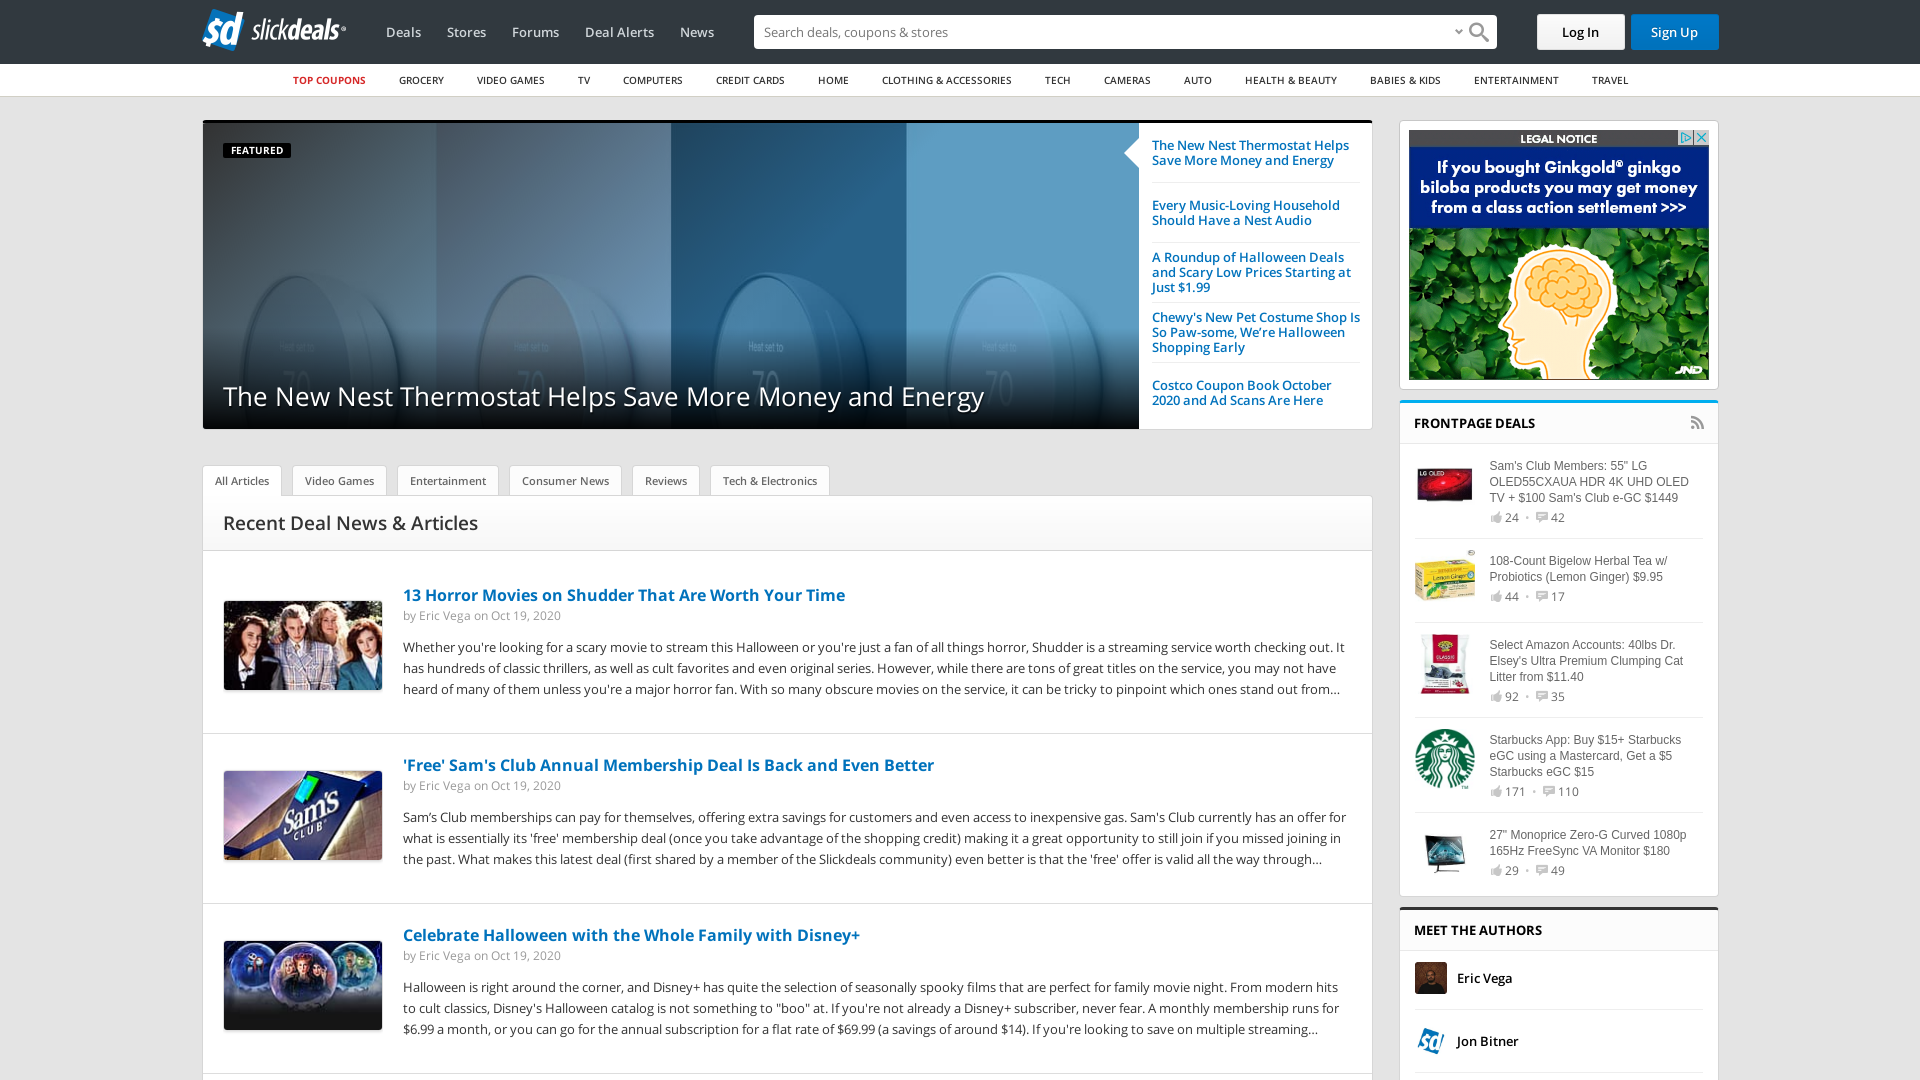 sd slickdeals
Deals
Stores
Forums
Deal Alerts
News
Search deals, coupons & stores
Log In
Sign Up
TOP COUPONS
GROCERY
VIDEO GAMES
TV
COMPUTERS
CREDIT CARDS
HOME
CLOTHING & ACCESSORIES
TECH
CAMERAS
AUTO
HEALTH & BEAUTY
BABIES & KIDS
ENTERTAINMENT
TRAVEL
FEATURED
Heat set to
70
Heat set to
70
Heat set to
70
Heat set to
70
The New Nest Thermostat Helps Save More Money and Energy
The New Nest Thermostat Helps
Save More Money and Energy
Every Music-Loving Household
Should Have a Nest Audio
A Roundup of Halloween Deals
and Scary Low Prices Starting at
Just $1.99
Chewy's New Pet Costume Shop Is
So Paw-some, We’re Halloween
Shopping Early
Costco Coupon Book October
2020 and Ad Scans Are Here
All Articles
Video Games
Entertainment
Consumer News
Reviews
Tech & Electronics
Recent Deal News & Articles
13 Horror Movies on Shudder That Are Worth Your Time
by Eric Vega on Oct 19, 2020
Whether you're looking for a scary movie to stream this Halloween or you're just a fan of all things horror, Shudder is a streaming service worth checking out. It
has hundreds of classic thrillers, as well as cult favorites and even original series. However, while there are tons of great titles on the service, you may not have
heard of many of them unless you're a major horror fan. With so many obscure movies on the service, it can be tricky to pinpoint which ones stand out from…
Sam's
CLUB
'Free' Sam's Club Annual Membership Deal Is Back and Even Better
by Eric Vega on Oct 19, 2020
Sam’s Club memberships can pay for themselves, offering extra savings for customers and even access to inexpensive gas. Sam's Club currently has an offer for
what is essentially its 'free' membership deal (once you take advantage of the shopping credit) making it a great opportunity to still join if you missed joining in
the past. What makes this latest deal (first shared by a member of the Slickdeals community) even better is that the 'free' offer is valid all the way through…
Celebrate Halloween with the Whole Family with Disney+
by Eric Vega on Oct 19, 2020
Halloween is right around the corner, and Disney+ has quite the selection of seasonally spooky films that are perfect for family movie night. From modern hits
to cult classics, Disney's Halloween catalog is not something to "boo" at. If you're not already a Disney+ subscriber, never fear. A monthly membership runs for
$6.99 a month, or you can go for the annual subscription for a flat rate of $69.99 (a savings of around $14). If you're looking to save on multiple streaming…
LEGAL NOTICE
If you bought Ginkgold® ginkgo
biloba products you may get money
from a class action settlement >>>
JND
FRONTPAGE DEALS
LG OLED
Sam's Club Members: 55" LG
OLED55CXAUA HDR 4K UHD OLED
TV + $100 Sam's Club e-GC $1449
24 • 42
Lemon Ginger
108-Count Bigelow Herbal Tea w/
Probiotics (Lemon Ginger) $9.95
44 • 17
CLASSIC
Select Amazon Accounts: 40lbs Dr.
Elsey's Ultra Premium Clumping Cat
Litter from $11.40
92 • 35
Starbucks App: Buy $15+ Starbucks
eGC using a Mastercard, Get a $5
Starbucks eGC $15
171 • 110
27" Monoprice Zero-G Curved 1080p
165Hz FreeSync VA Monitor $180
29 • 49
MEET THE AUTHORS
Eric Vega
sd
Jon Bitner